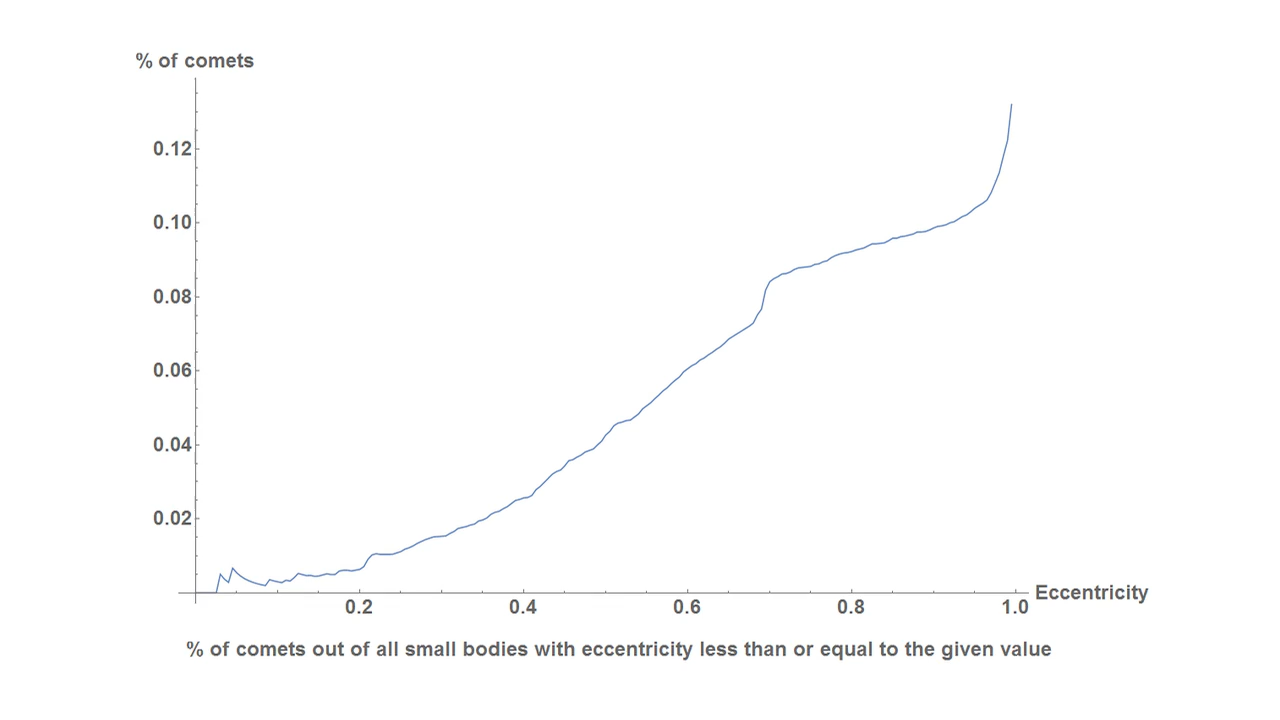 % of comets
0.12
0.10
0.08
0.06
0.04
0.02
0.2 0.4 0.6 0.8 1.0
Eccentricity
% of comets out of all small bodies with eccentricity less than or equal to the given value